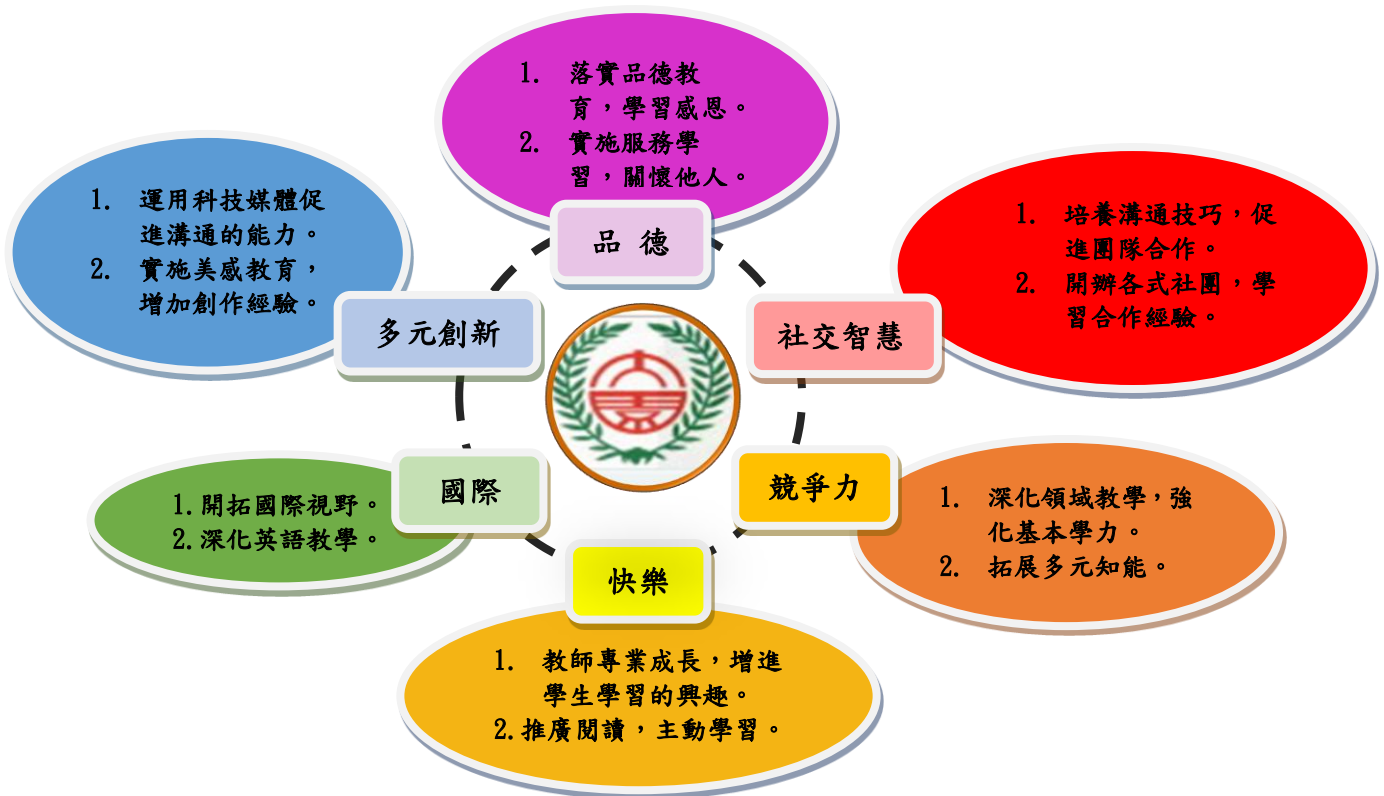 1. 落實品德教
育，學習感恩。
2. 實施服務學
習，關懷他人。
品 德
1. 運用科技媒體促
進溝通的能力。
2. 實施美感教育，
增加創作經驗。
多元創新
1. 培養溝通技巧，促
進團隊合作。
2. 開辦各式社團，學
習合作經驗。
社交智慧
國際
1.開拓國際視野。
2.深化英語教學。
競爭力
1. 深化領域教學，強
化基本學力。
2. 拓展多元知能。
快樂
1. 教師專業成長，增進
學生學習的興趣。
2.推廣閱讀，主動學習。